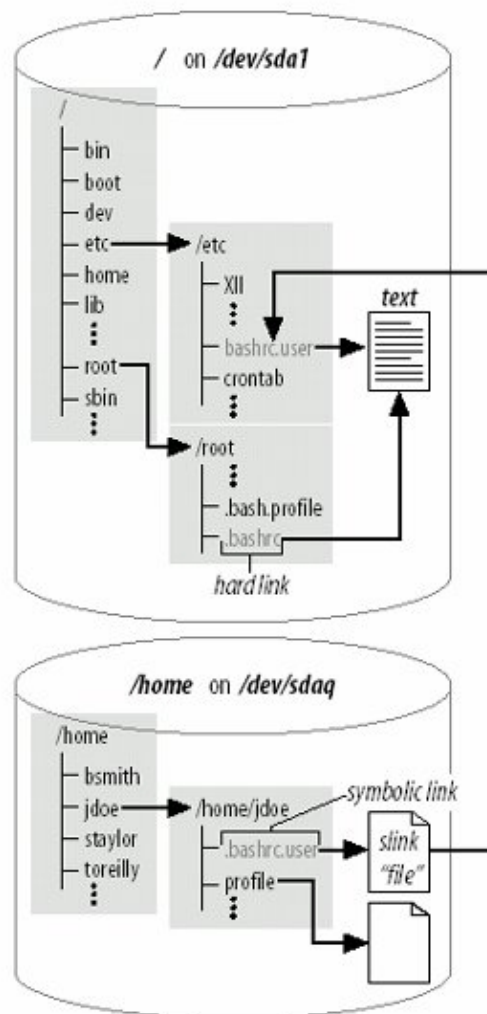 / on /dev/sda1
/
bin
boot
dev
etc
home
lib
root
sbin
/etc
XII
bashrc.user
crontab
text
/root
.bash.profile
.bashrc
hard link
/home on /dev/sdaq
/home
bsmith
jdoe
staylor
toreilly
symbolic link
/home/jdoe
.bashrc.user
profile
slink
"file"